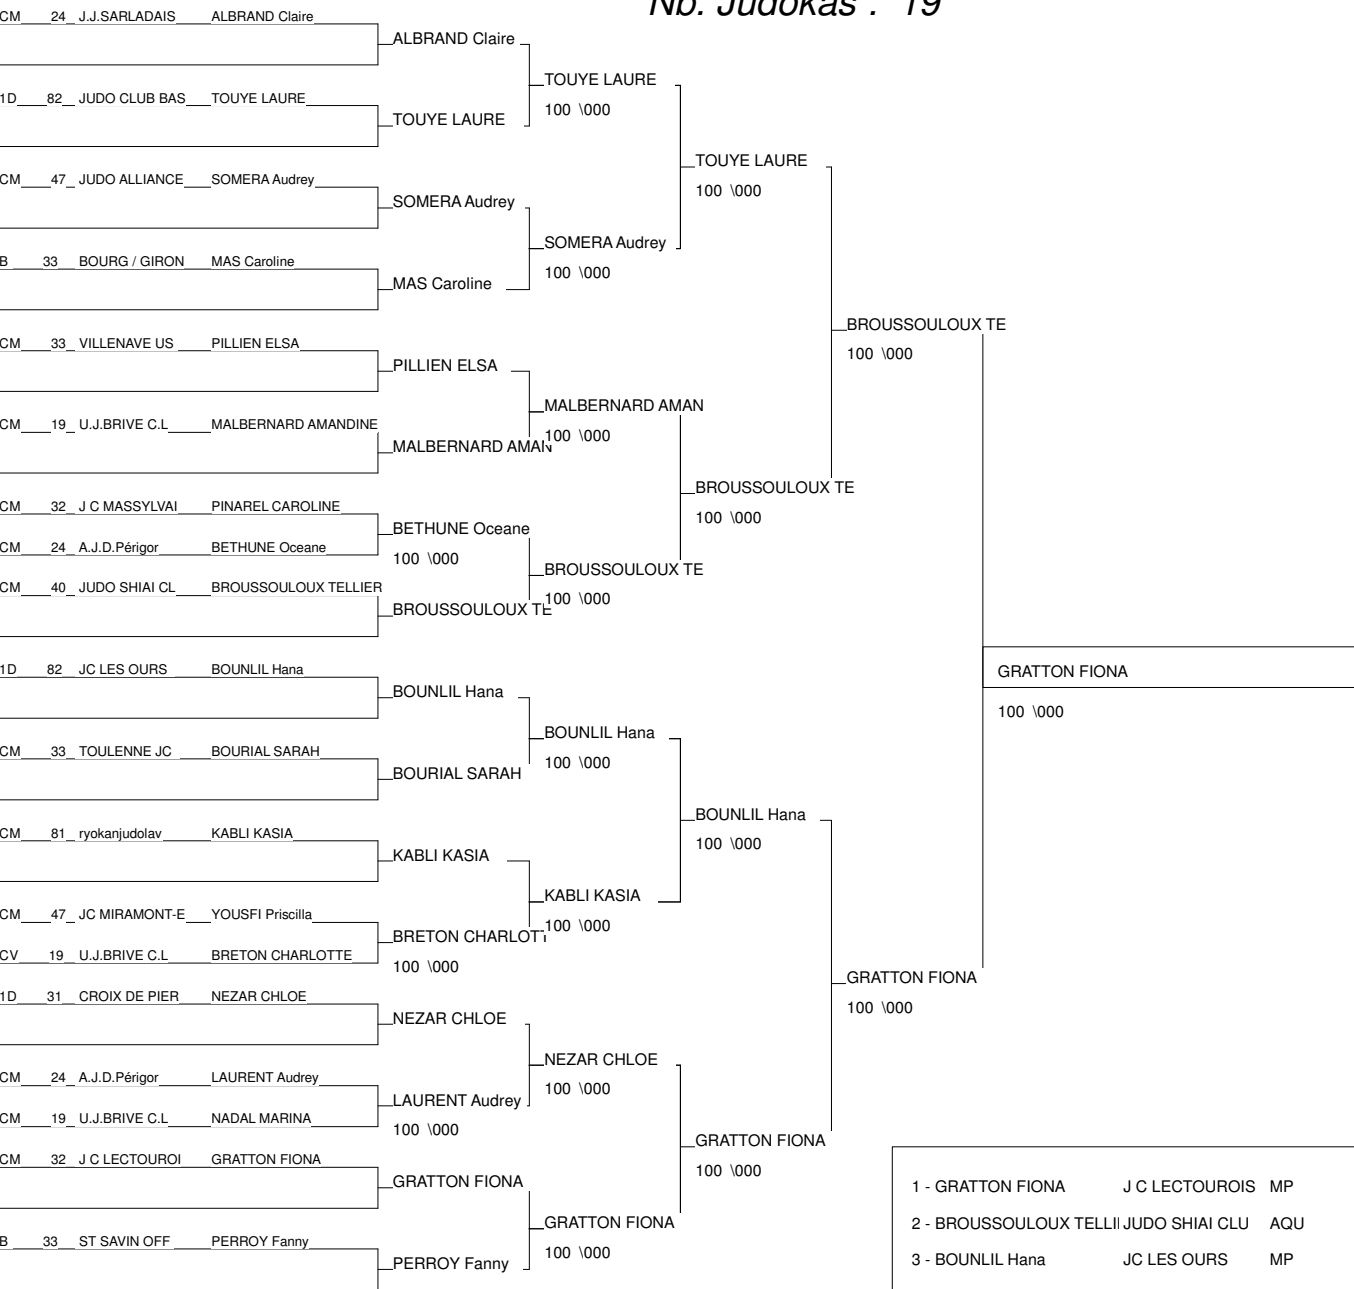 Nb. Judokas : 19
CM 24 J.J.SARLADAIS ALBRAND Claire
ALBRAND Claire
TOUYE LAURE
100 \000
1D 82 JUDO CLUB BAS TOUYE LAURE
TOUYE LAURE
TOUYE LAURE
100 \000
CM 47 JUDO ALLIANCE SOMERA Audrey
SOMERA Audrey
SOMERA Audrey
100 \000
B 33 BOURG / GIRON MAS Caroline
MAS Caroline
BROUSSOULOUX TE
100 \000
CM 33 VILLENAVE US PILLIEN ELSA
PILLIEN ELSA
MALBERNARD AMAN
100 \000
CM 19 U.J.BRIVE C.L MALBERNARD AMANDINE
MALBERNARD AMAN
BROUSSOULOUX TE
100 \000
CM 32 J C MASSYLVAI PINAREL CAROLINE
BETHUNE Oceane
100 \000
CM 24 A.J.D.Périgor BETHUNE Oceane
BROUSSOULOUX TE
100 \000
CM 40 JUDO SHIAI CL BROUSSOULOUX TELLIER
BROUSSOULOUX TE
1D 82 JC LES OURS BOUNLIL Hana
GRATTON FIONA
100 \000
BOUNLIL Hana
BOUNLIL Hana
100 \000
CM 33 TOULENNE JC BOURIAL SARAH
BOURIAL SARAH
BOUNLIL Hana
100 \000
CM 81 ryokanjudolav KABLI KASIA
KABLI KASIA
KABLI KASIA
100 \000
CM 47 JC MIRAMONT-E YOUSFI Priscilla
BRETON CHARLOTT
100 \000
CV 19 U.J.BRIVE C.L BRETON CHARLOTTE
GRATTON FIONA
100 \000
1D 31 CROIX DE PIER NEZAR CHLOE
NEZAR CHLOE
NEZAR CHLOE
100 \000
CM 24 A.J.D.Périgor LAURENT Audrey
LAURENT Audrey
100 \000
CM 19 U.J.BRIVE C.L NADAL MARINA
GRATTON FIONA
100 \000
CM 32 J C LECTOUROI GRATTON FIONA
GRATTON FIONA
GRATTON FIONA
100 \000
B 33 ST SAVIN OFF PERROY Fanny
PERROY Fanny
1 - GRATTON FIONA J C LECTOUROIS MP
2 - BROUSSOULOUX TELLI JUDO SHIAI CLU AQU
3 - BOUNLIL Hana JC LES OURS MP